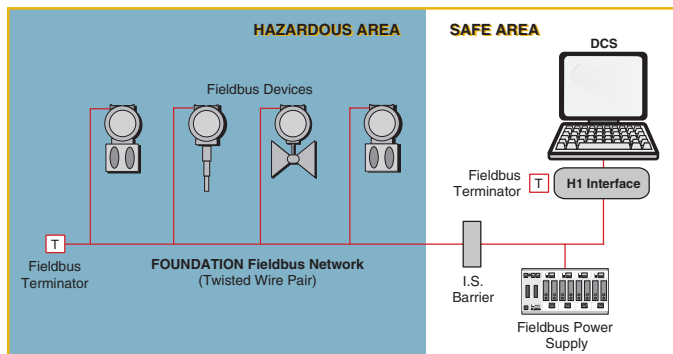 HAZARDOUS AREA
SAFE AREA
DCS
Fieldbus Devices
Fieldbus
Terminator
T
H1 Interface
T
Fieldbus
Terminator
FOUNDATION Fieldbus Network
(Twisted Wire Pair)
I.S.
Barrier
Fieldbus Power
Supply